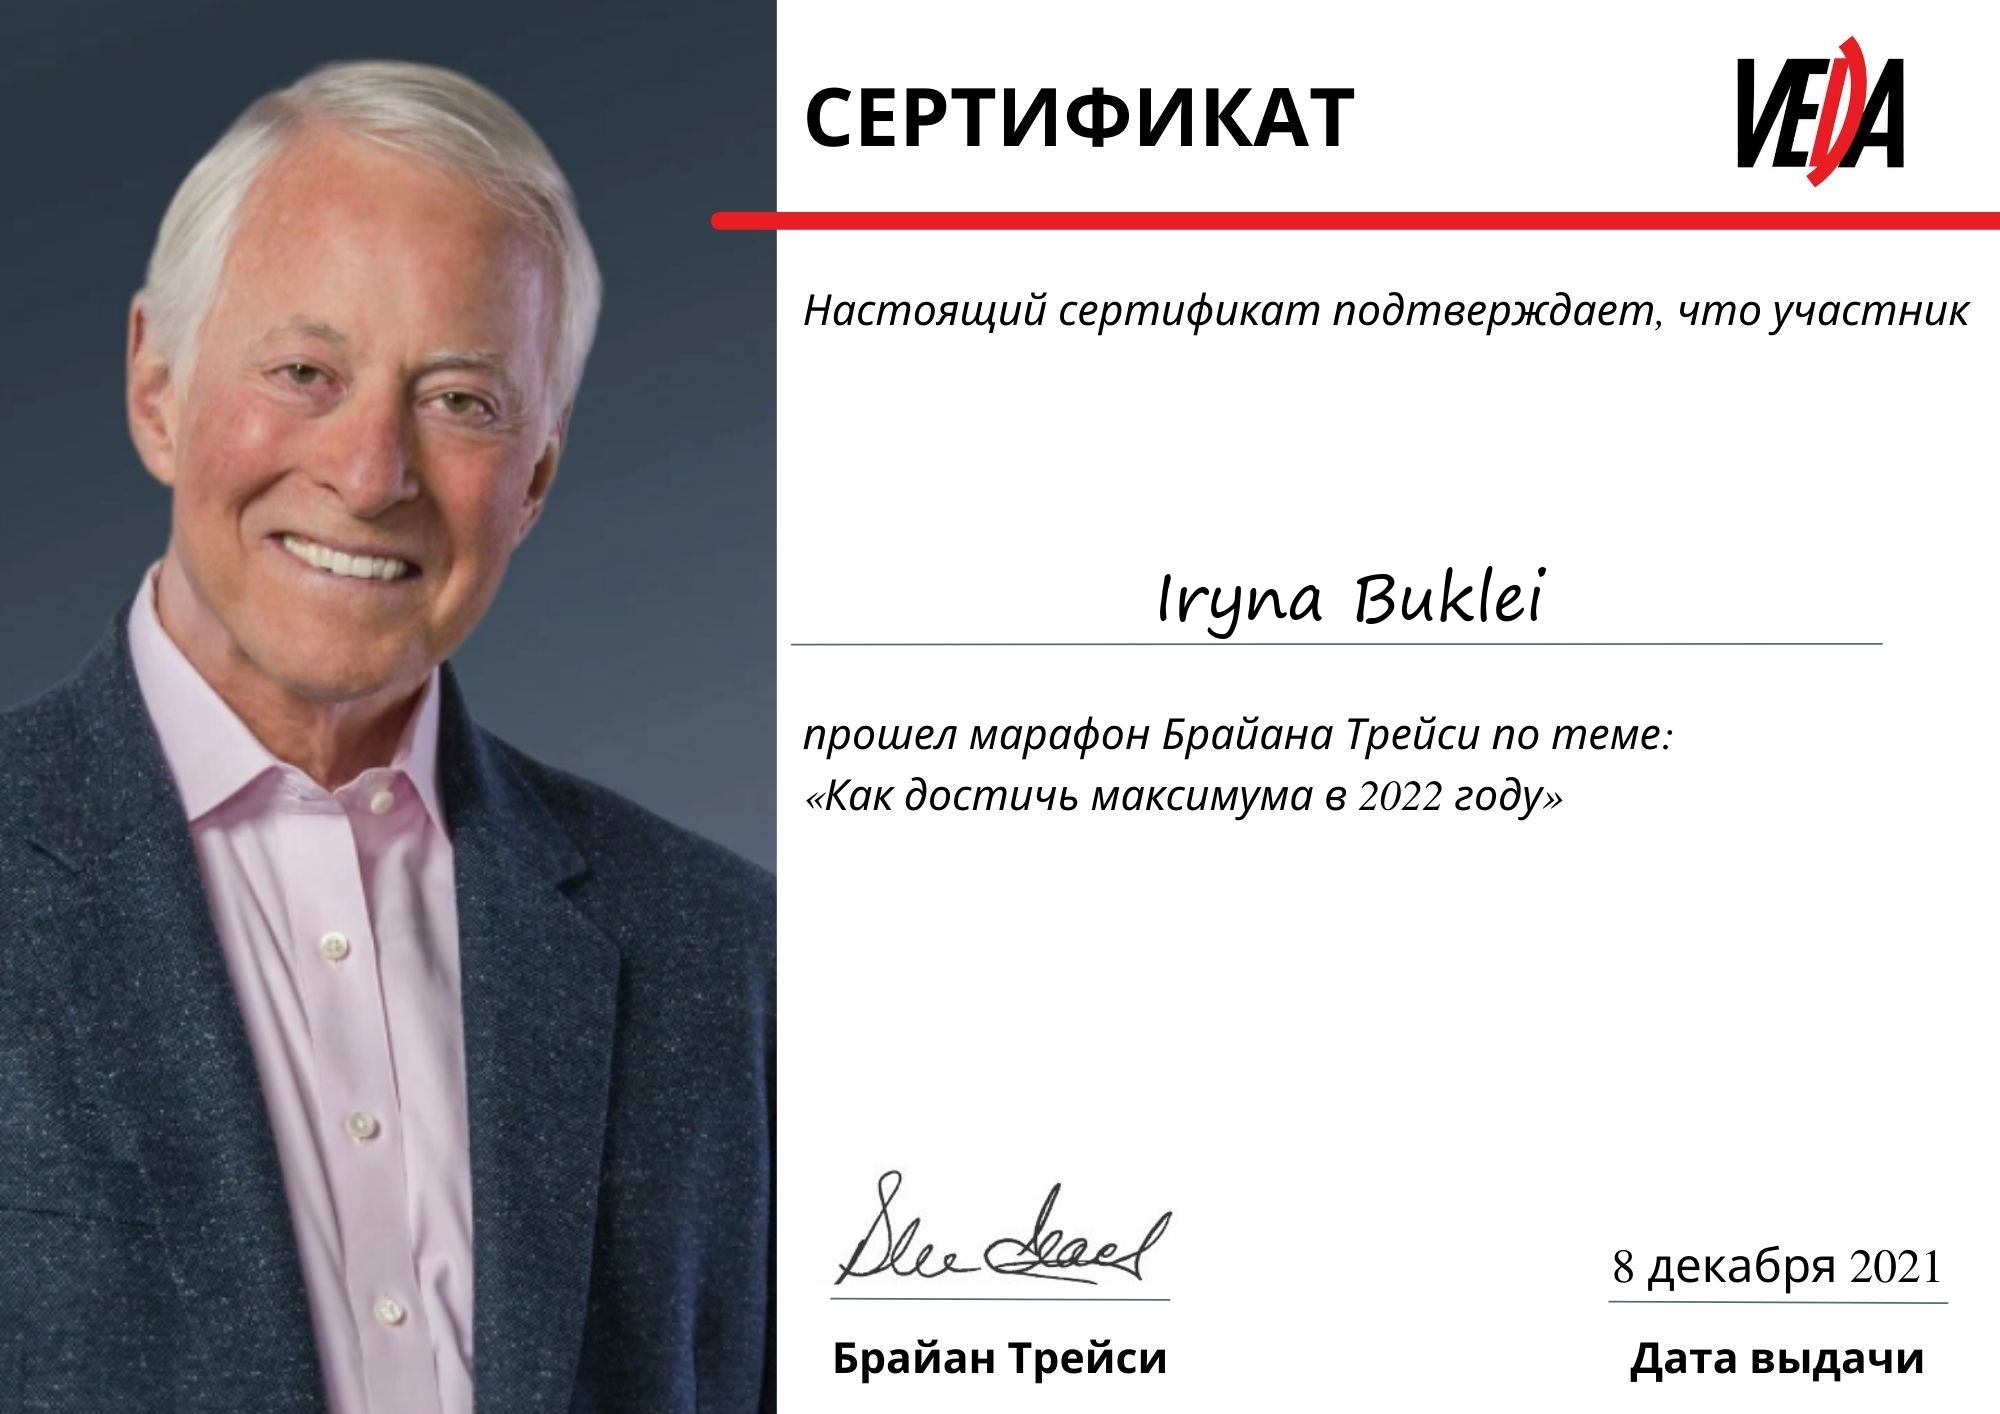 СЕРТИФИКАТ
VEDA
Настоящий сертификат подтверждает, что участник
Iryna Buklei
прошел марафон Брайана Трейси по теме:
«Как достичь максимума в 2022 году»
8 декабря 2021
Брайан Трейси
Дата выдачи